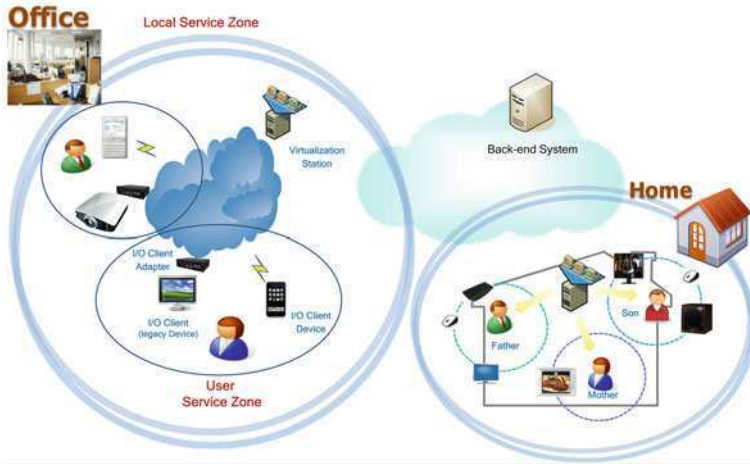 Office
Local Service Zone
Virtualization
Station
Back-end System
Home
I/O Client
Adapter
I/O Client
(legacy Device)
I/O Client
Device
User
Service Zone
Father
Son
Mother